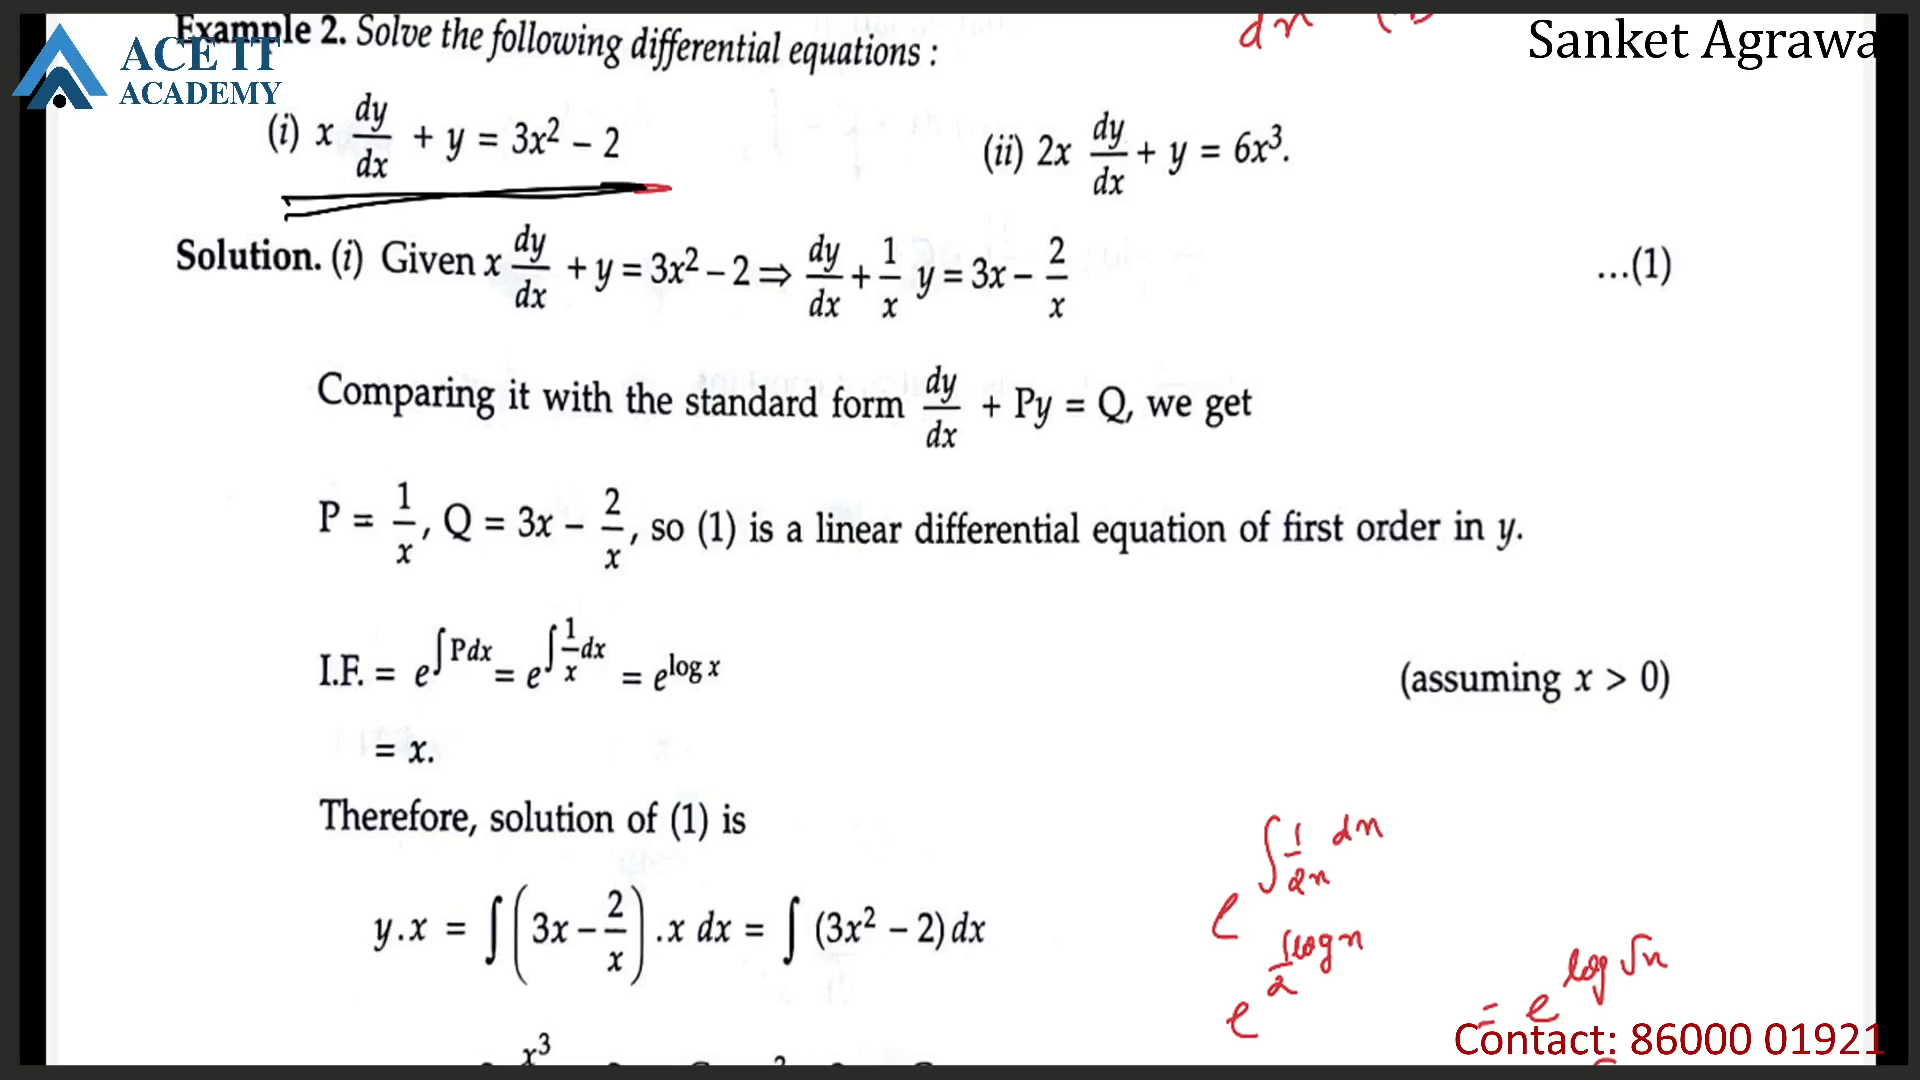 Example 2. Solve the following differential equations :
ACE IT
ACADEMY
Sanket Agrawa
(i) x dy/dx + y = 3x² – 2
(ii) 2x dy/dx + y = 6x³.
Solution. (i) Given x dy/dx + y = 3x² – 2 ⇒ dy/dx + 1/x y = 3x – 2/x ...(1)
Comparing it with the standard form dy/dx + Py = Q, we get
P = 1/x, Q = 3x – 2/x, so (1) is a linear differential equation of first order in y.
I.F. = e^∫Pdx = e^∫1/x dx = e^log x (assuming x > 0)
= x.
Therefore, solution of (1) is
y.x = ∫(3x – 2/x).x dx = ∫(3x² – 2) dx
e^∫1/2x dx
e^1/2 log x = e^log √x
x³
Contact: 86000 01921